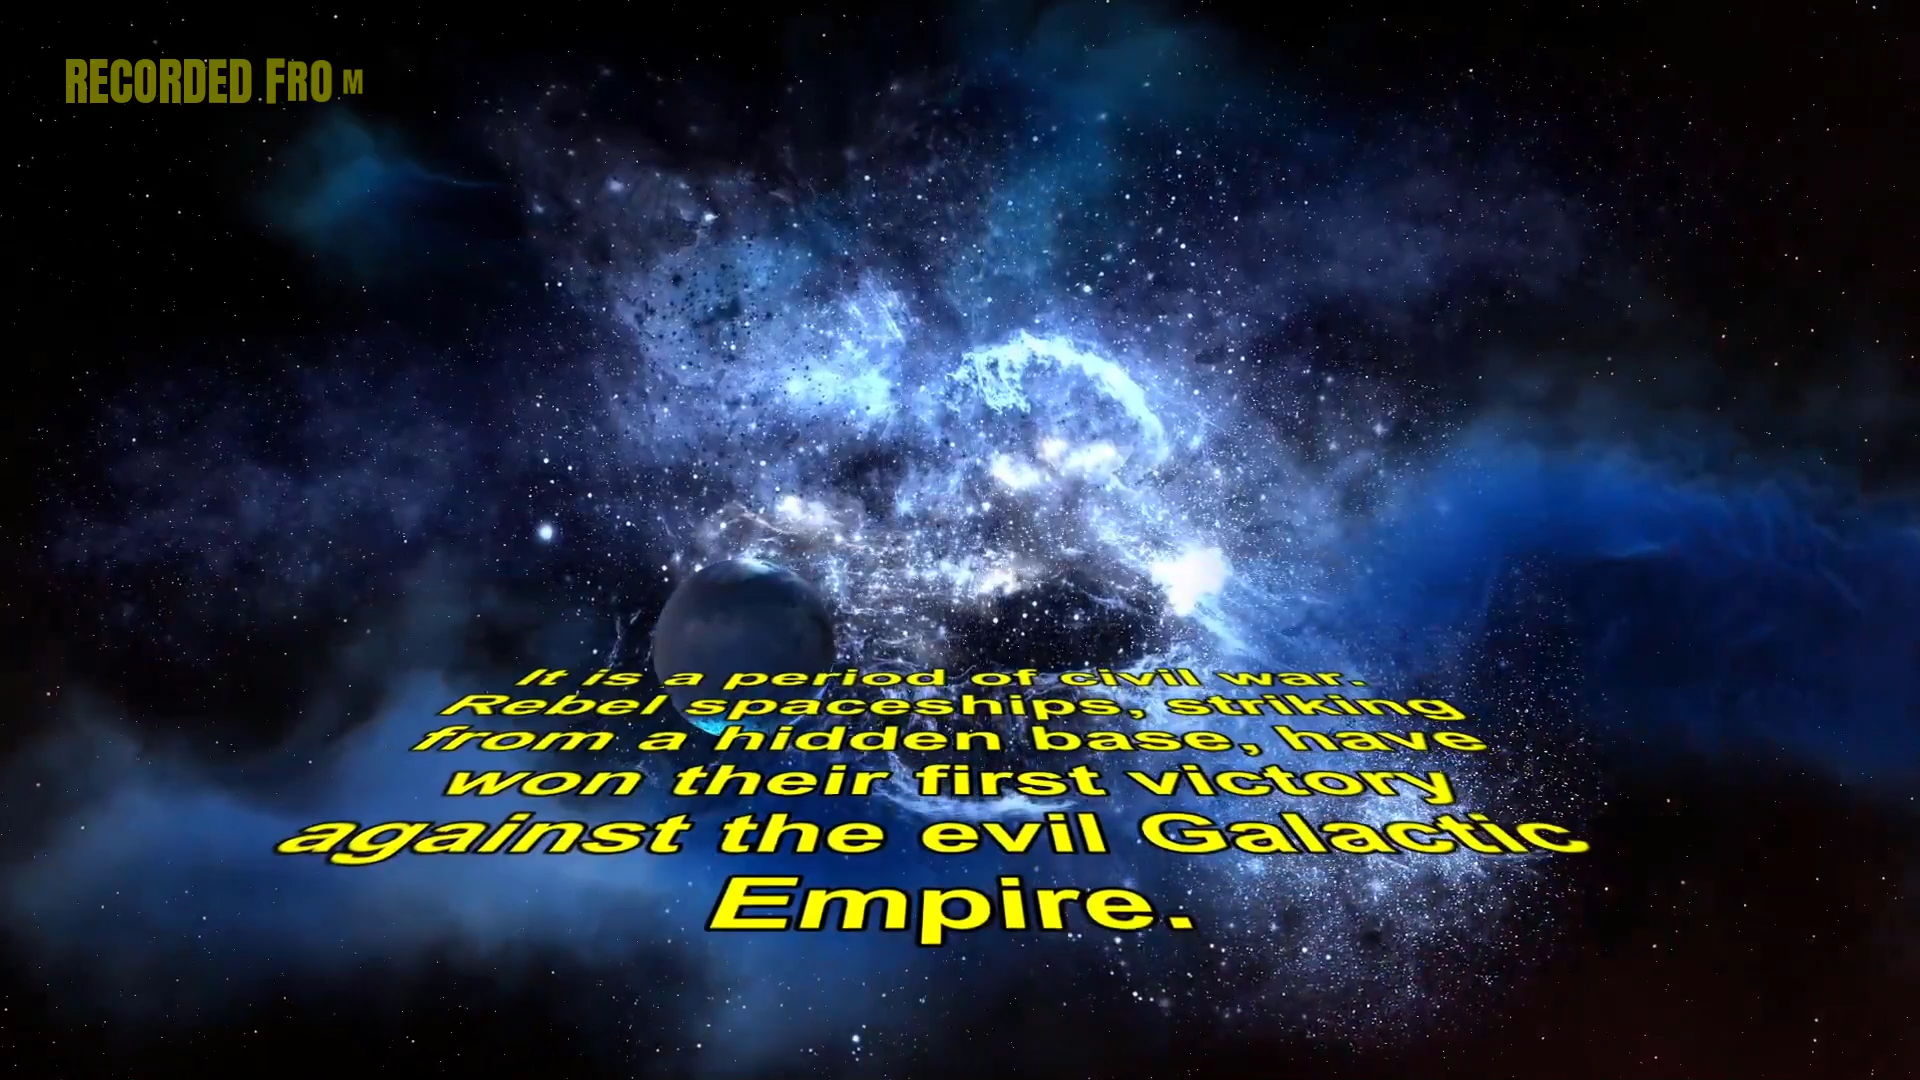 RECORDED FROM
It is a period of civil war.
Rebel spaceships, striking
from a hidden base, have
won their first victory
against the evil Galactic
Empire.